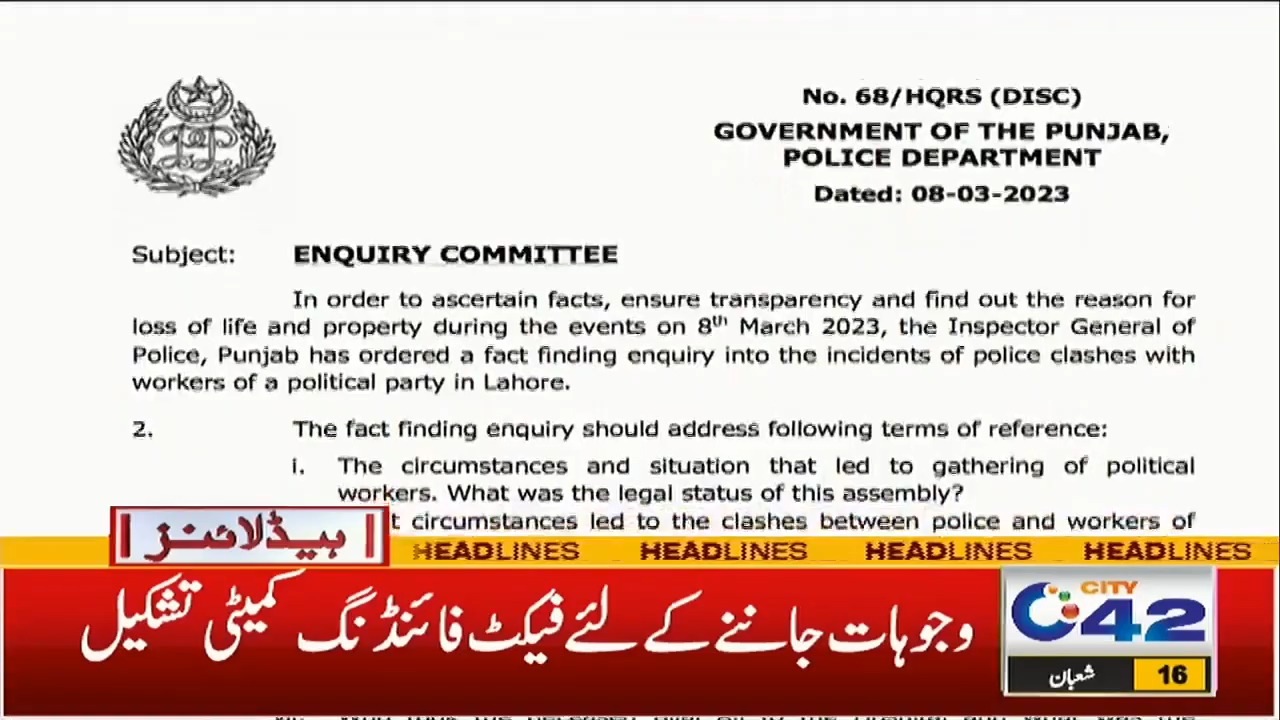 No. 68/HQRS (DISC)
GOVERNMENT OF THE PUNJAB,
POLICE DEPARTMENT
Dated: 08-03-2023
Subject: ENQUIRY COMMITTEE
In order to ascertain facts, ensure transparency and find out the reason for
loss of life and property during the events on 8th March 2023, the Inspector General of
Police, Punjab has ordered a fact finding enquiry into the incidents of police clashes with
workers of a political party in Lahore.
2. The fact finding enquiry should address following terms of reference:
i. The circumstances and situation that led to gathering of political
workers. What was the legal status of this assembly?
circumstances led to the clashes between police and workers of
ہیڈلائنز
HEADLINES HEADLINES HEADLINES HEADLINES
وجوہات جاننے کے لئے فیکٹ فائنڈنگ کمیٹی تشکیل
CITY
42
شعبان 16